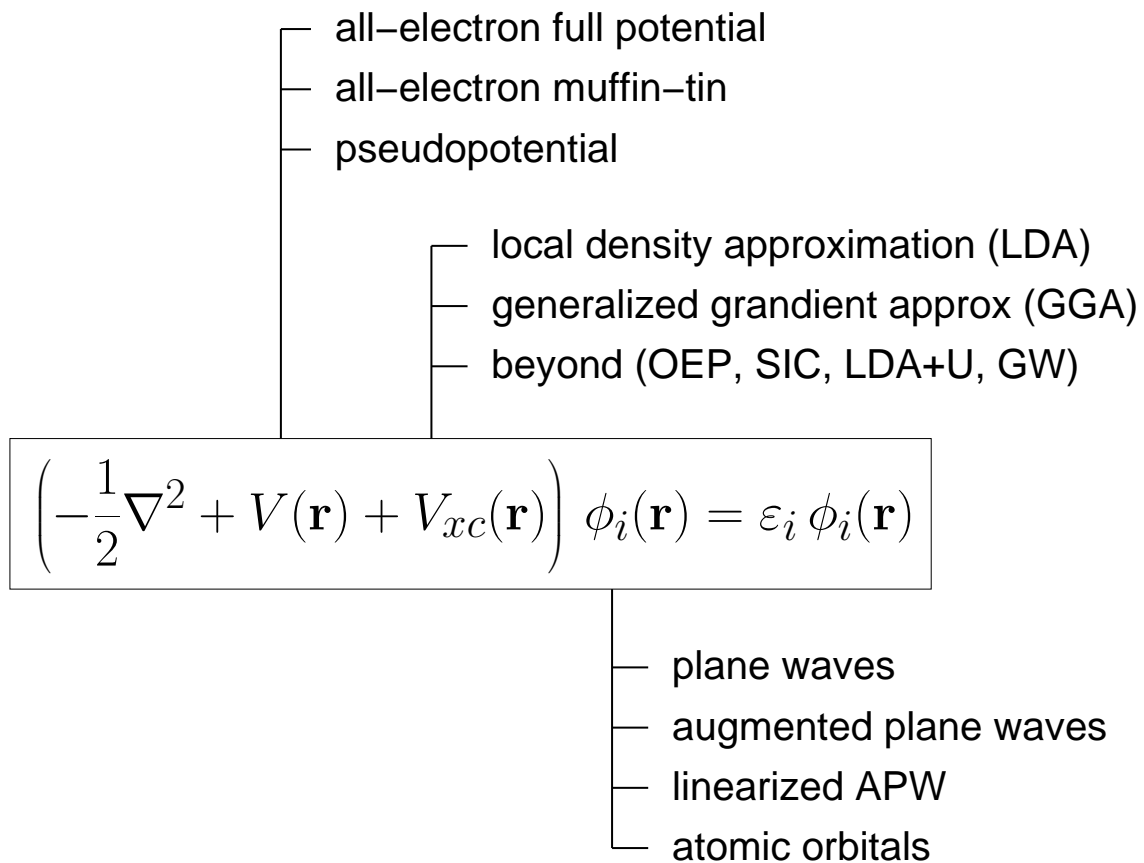 all−electron full potential
all−electron muffin−tin
pseudopotential
local density approximation (LDA)
generalized grandient approx (GGA)
beyond (OEP, SIC, LDA+U, GW)
(−1/2 ∇² + V(r) + V_xc(r)) ϕ_i(r) = ε_i ϕ_i(r)
plane waves
augmented plane waves
linearized APW
atomic orbitals